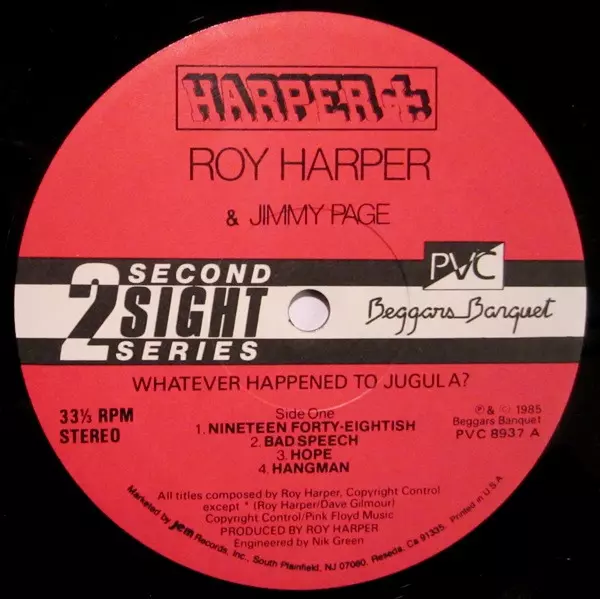 HARPER +
ROY HARPER
& JIMMY PAGE
2 SECOND
SIGHT
SERIES
PVC
Beggars Banquet
WHATEVER HAPPENED TO JUGULA?
33⅓ RPM
STEREO
Side One
1. NINETEEN FORTY-EIGHTISH
2. BAD SPEECH
3. HOPE
4. HANGMAN
℗ & © 1985
Beggars Banquet
PVC 8937 A
All titles composed by Roy Harper, Copyright Control
except * (Roy Harper/Dave Gilmour)
Copyright Control/Pink Floyd Music
PRODUCED BY ROY HARPER
Engineered by Nik Green
Marketed by jem Records, Inc., South Plainfield, NJ 07080, Reseda, Ca 91335. Printed in U.S.A